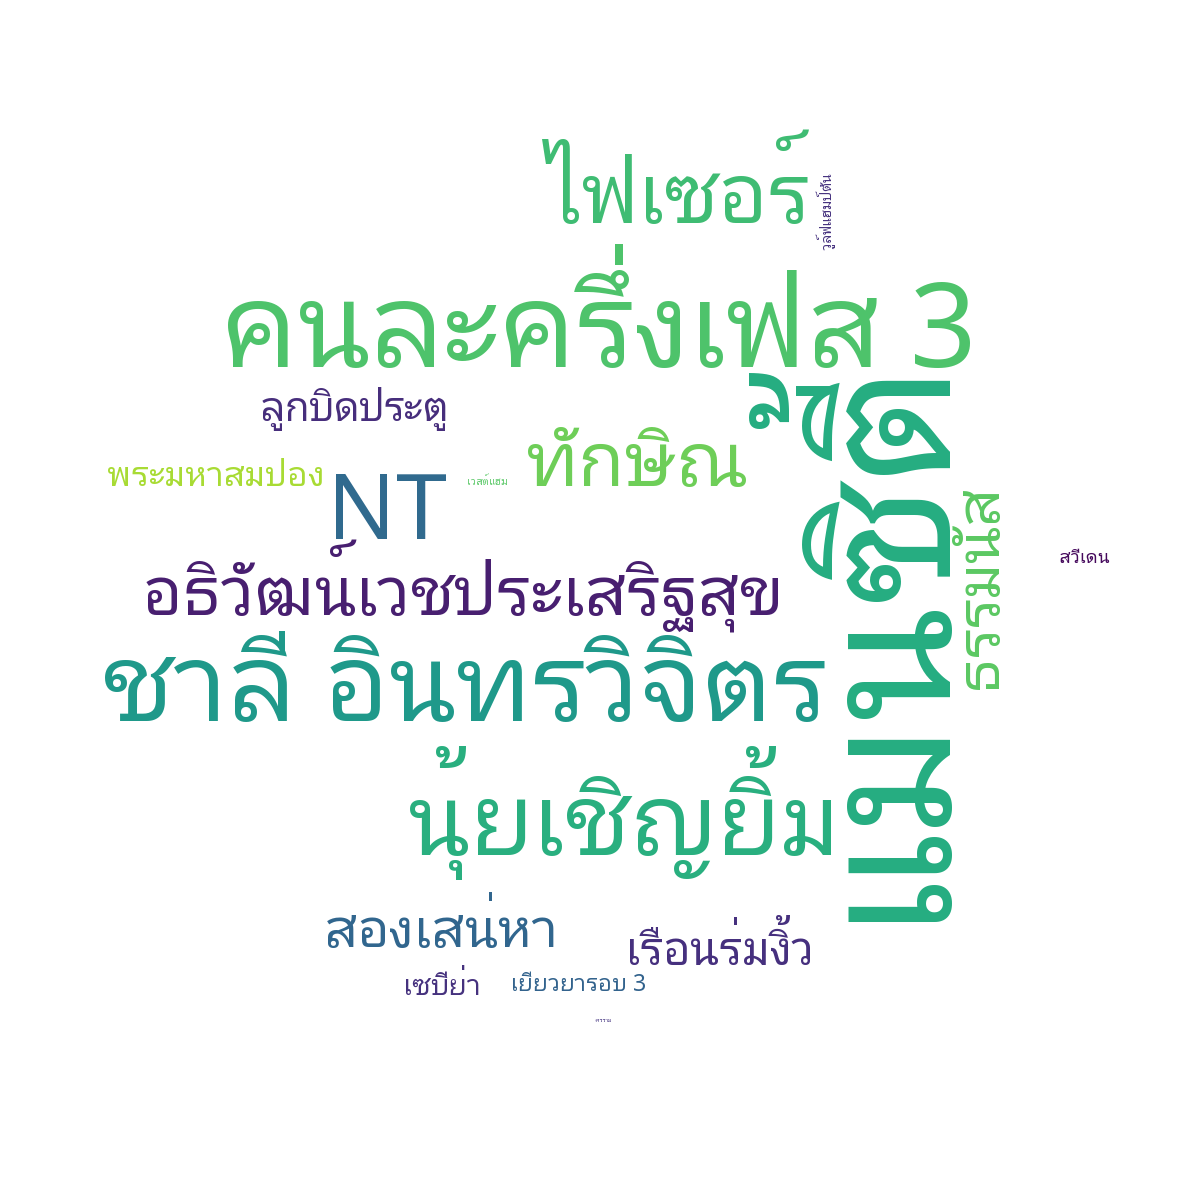 ไฟเซอร์
วูล์ฟแฮมป์ตัน
คนละครึ่งเฟส 3
ลูกบิดประตู
ทักษิณ
พระมหาสมปอง
NT
เวสต์แฮม
แมนซิตี้
ธรรมนัส
สวีเดน
อธิวัฒน์เวชประเสริฐสุข
ชาลี อินทรวิจิตร
นุ้ยเชิญยิ้ม
สองเสน่หา
เรือนร่มงิ้ว
เซบีย่า
เยียวยารอบ 3